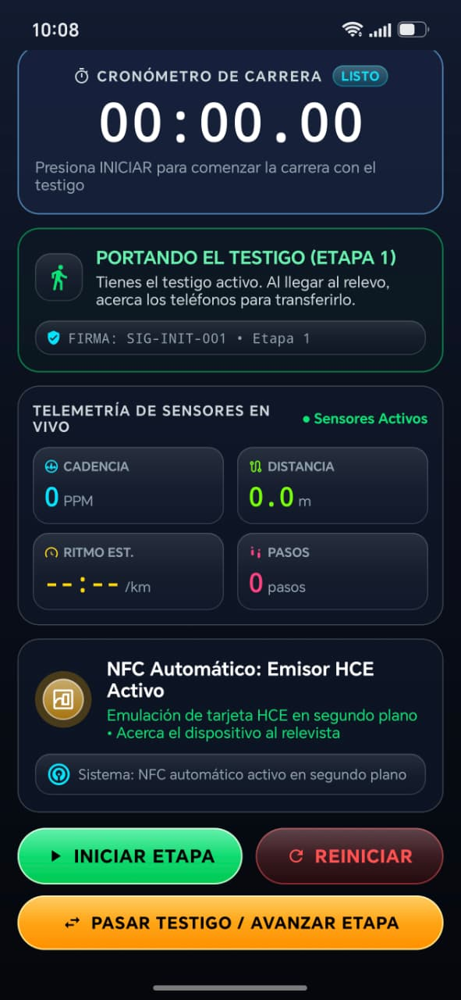 10:08
CRONÓMETRO DE CARRERA LISTO
00:00.00
Presiona INICIAR para comenzar la carrera con el
testigo
PORTANDO EL TESTIGO (ETAPA 1)
Tienes el testigo activo. Al llegar al relevo,
acerca los teléfonos para transferirlo.
FIRMA: SIG-INIT-001 • Etapa 1
TELEMETRÍA DE SENSORES EN
VIVO
• Sensores Activos
CADENCIA
0 PPM
DISTANCIA
0.0 m
RITMO EST.
--:-- /km
PASOS
0 pasos
NFC Automático: Emisor HCE
Activo
Emulación de tarjeta HCE en segundo plano
• Acerca el dispositivo al relevista
Sistema: NFC automático activo en segundo plano
INICIAR ETAPA
REINICIAR
PASAR TESTIGO / AVANZAR ETAPA